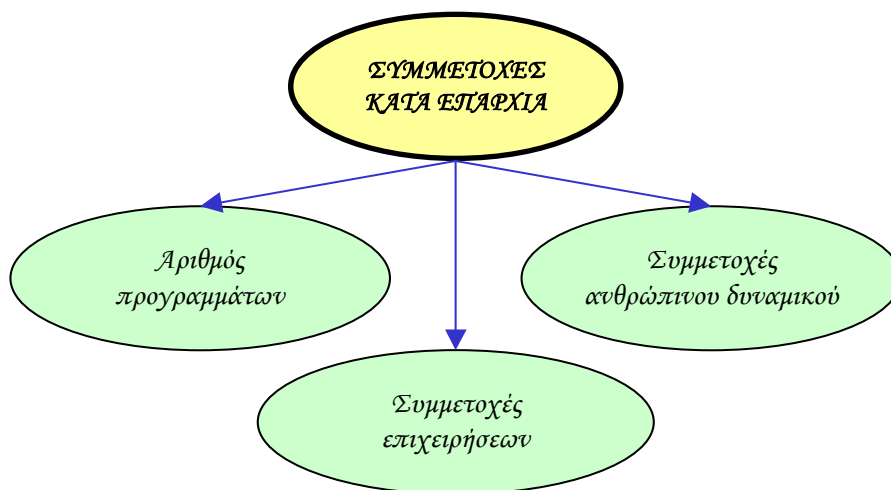 ΣΥΜΜΕΤΟΧΕΣ
ΚΑΤΑ ΕΠΑΡΧΙΑ
Αριθμός
προγραμμάτων
Συμμετοχές
ανθρώπινου δυναμικού
Συμμετοχές
επιχειρήσεων